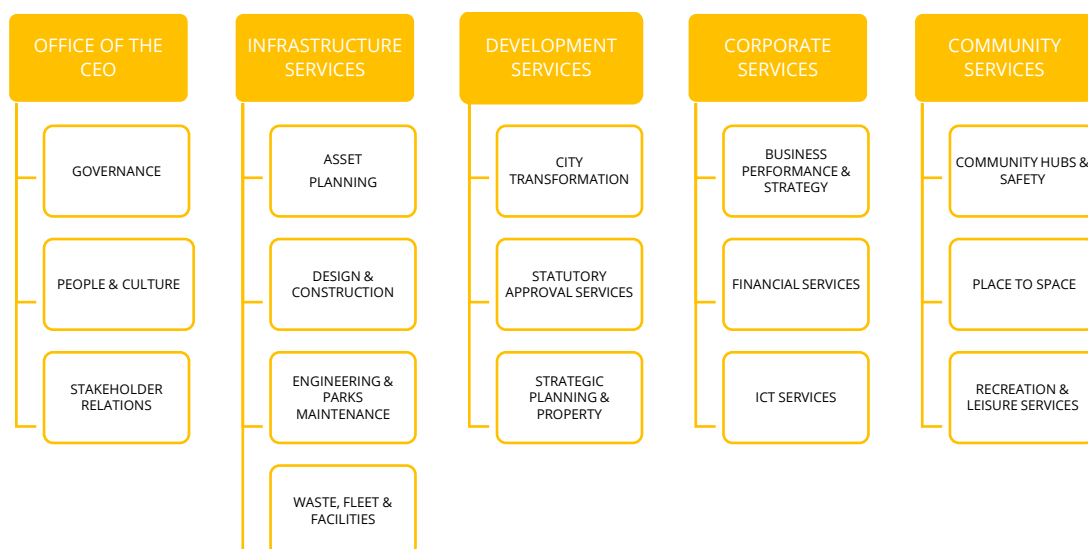 OFFICE OF THE
CEO
GOVERNANCE
PEOPLE & CULTURE
STAKEHOLDER
RELATIONS
INFRASTRUCTURE
SERVICES
ASSET
PLANNING
DESIGN &
CONSTRUCTION
ENGINEERING &
PARKS
MAINTENANCE
WASTE, FLEET &
FACILITIES
DEVELOPMENT
SERVICES
CITY
TRANSFORMATION
STATUTORY
APPROVAL SERVICES
STRATEGIC
PLANNING &
PROPERTY
CORPORATE
SERVICES
BUSINESS
PERFORMANCE &
STRATEGY
FINANCIAL SERVICES
ICT SERVICES
COMMUNITY
SERVICES
COMMUNITY HUBS &
SAFETY
PLACE TO SPACE
RECREATION &
LEISURE SERVICES